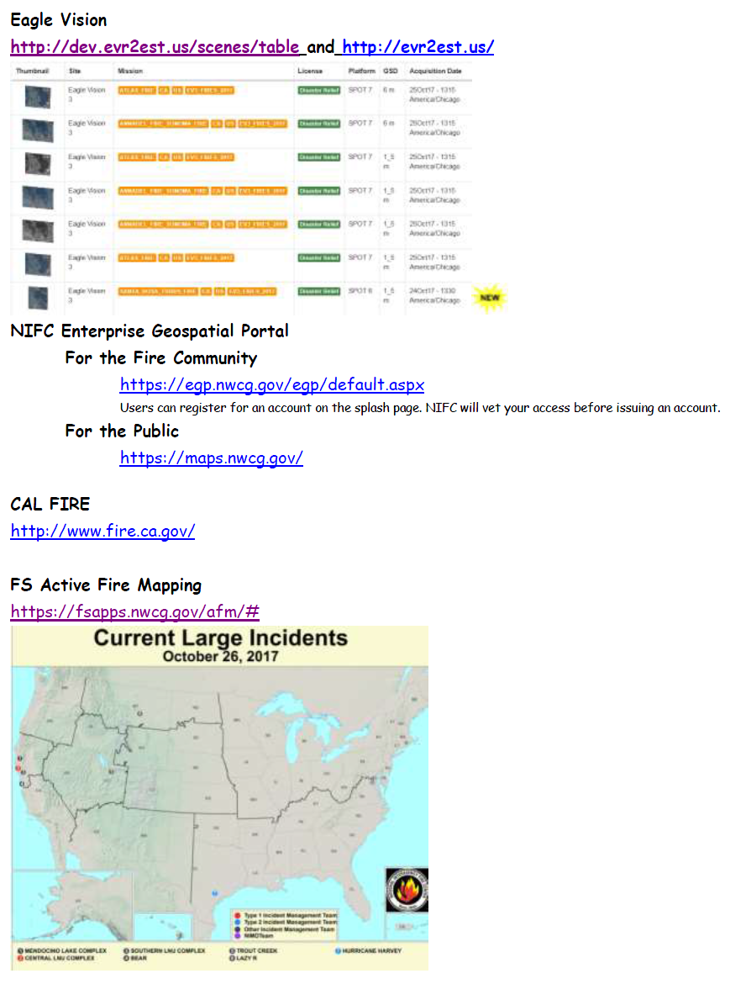 Eagle Vision
http://dev.evr2est.us/scenes/table and http://evr2est.us/
Thumbnail Site Mission License Platform GSD Acquisition Date
Eagle Vision 3 ATLAS_FIRE CA US EV3_FIRES_2017 Disaster Relief SPOT 7 6 m 25Oct17 - 1315 America/Chicago
Eagle Vision 3 ANNADEL_FIRE_SONOMA_FIRE CA US EV3_FIRES_2017 Disaster Relief SPOT 7 6 m 25Oct17 - 1315 America/Chicago
Eagle Vision 3 ATLAS_FIRE CA US EV3_FIRES_2017 Disaster Relief SPOT 7 1_5 m 25Oct17 - 1315 America/Chicago
Eagle Vision 3 ANNADEL_FIRE_SONOMA_FIRE CA US EV3_FIRES_2017 Disaster Relief SPOT 7 1_5 m 25Oct17 - 1315 America/Chicago
Eagle Vision 3 ANNADEL_FIRE_SONOMA_FIRE CA US EV3_FIRES_2017 Disaster Relief SPOT 7 1_5 m 25Oct17 - 1315 America/Chicago
Eagle Vision 3 ATLAS_FIRE CA US EV3_FIRES_2017 Disaster Relief SPOT 7 1_5 m 25Oct17 - 1315 America/Chicago
Eagle Vision 3 SANTA_ROSA_TUBBS_FIRE CA US EV3_FIRES_2017 Disaster Relief SPOT 6 1_5 m 24Oct17 - 1330 America/Chicago NEW
NIFC Enterprise Geospatial Portal
For the Fire Community
https://egp.nwcg.gov/egp/default.aspx
Users can register for an account on the splash page. NIFC will vet your access before issuing an account.
For the Public
https://maps.nwcg.gov/
CAL FIRE
http://www.fire.ca.gov/
FS Active Fire Mapping
https://fsapps.nwcg.gov/afm/#
Current Large Incidents
October 26, 2017
Type 1 Incident Management Team
Type 2 Incident Management Team
Other Incident Management Team
NIMO Team
MENDOCINO LAKE COMPLEX SOUTHERN LNU COMPLEX TROUT CREEK HURRICANE HARVEY
CENTRAL LNU COMPLEX BEAR LAZY R